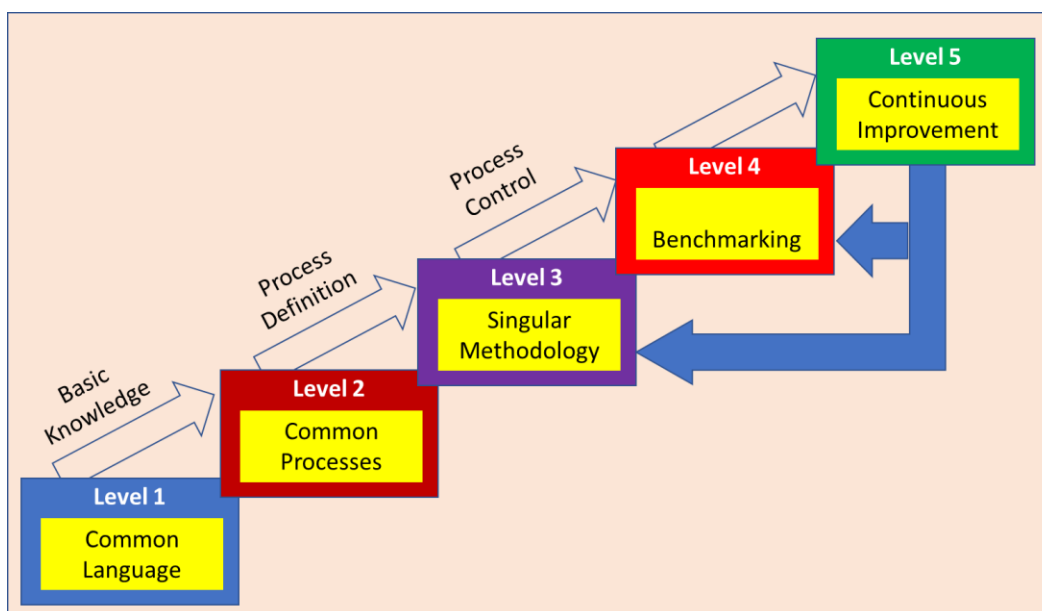 Level 5
Continuous
Improvement
Process
Control
Level 4
Benchmarking
Process
Definition
Level 3
Singular
Methodology
Basic
Knowledge
Level 2
Common
Processes
Level 1
Common
Language